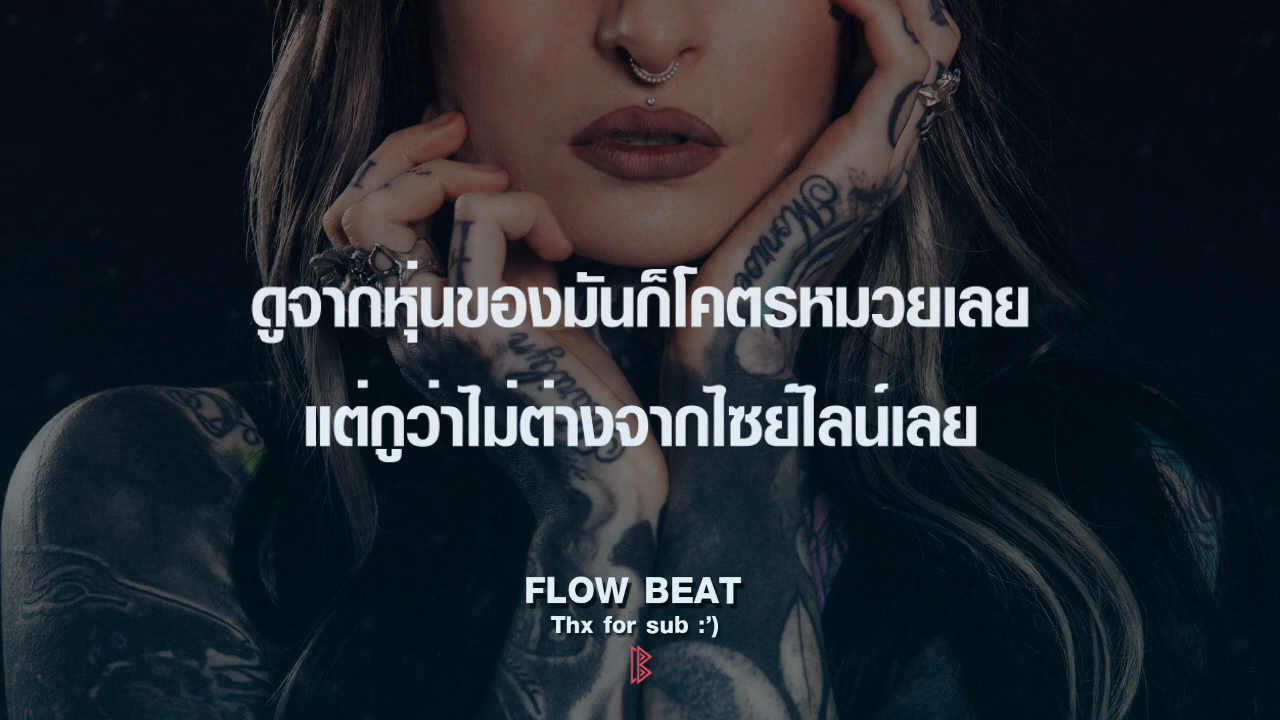 Monroe
ดูจากหุ่นของมันก็โคตรหมวยเลย
แต่กูว่าไม่ต่างจากไซย์ไลน์เลย
FLOW BEAT
Thx for sub :’)